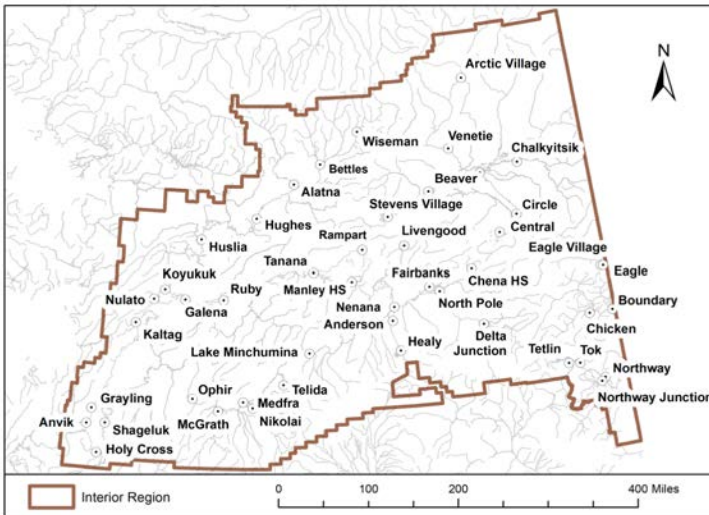 N
Arctic Village
Wiseman
Venetie
Chalkyitsik
Bettles
Beaver
Alatna
Stevens Village
Circle
Hughes
Livengood
Central
Rampart
Huslia
Eagle Village
Tanana
Eagle
Koyukuk
Fairbanks
Chena HS
Ruby
Manley HS
Nulato
North Pole
Boundary
Galena
Nenana
Chicken
Kaltag
Anderson
Delta
Junction
Lake Minchumina
Healy
Tetlin
Tok
Northway
Telida
Ophir
Grayling
Medfra
Northway Junction
McGrath
Nikolai
Anvik
Shageluk
Holy Cross
Interior Region
0
100
200
400 Miles